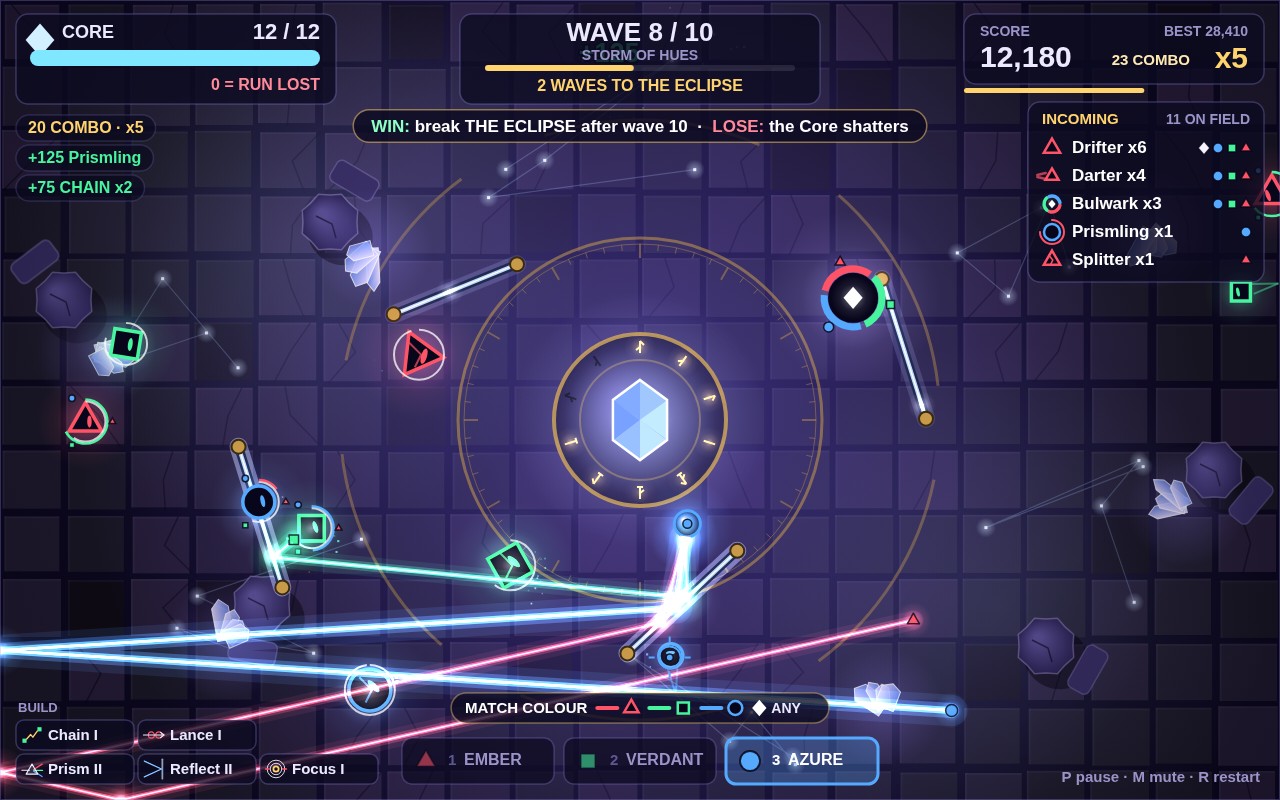 CORE 12 / 12
0 = RUN LOST
WAVE 8 / 10
STORM OF HUES
2 WAVES TO THE ECLIPSE
SCORE BEST 28,410
12,180 23 COMBO x5
WIN: break THE ECLIPSE after wave 10 · LOSE: the Core shatters
20 COMBO · x5
+125 Prismling
+75 CHAIN x2
INCOMING 11 ON FIELD
Drifter x6
Darter x4
Bulwark x3
Prismling x1
Splitter x1
MATCH COLOUR ANY
BUILD
Chain I
Lance I
Prism II
Reflect II
Focus I
1 EMBER
2 VERDANT
3 AZURE
P pause · M mute · R restart